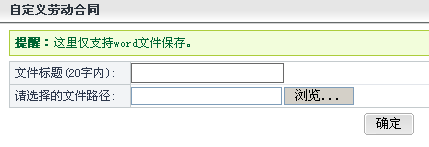 自定义劳动合同
提醒：这里仅支持word文件保存。
文件标题(20字内):
请选择的文件路径: 浏览...
确定